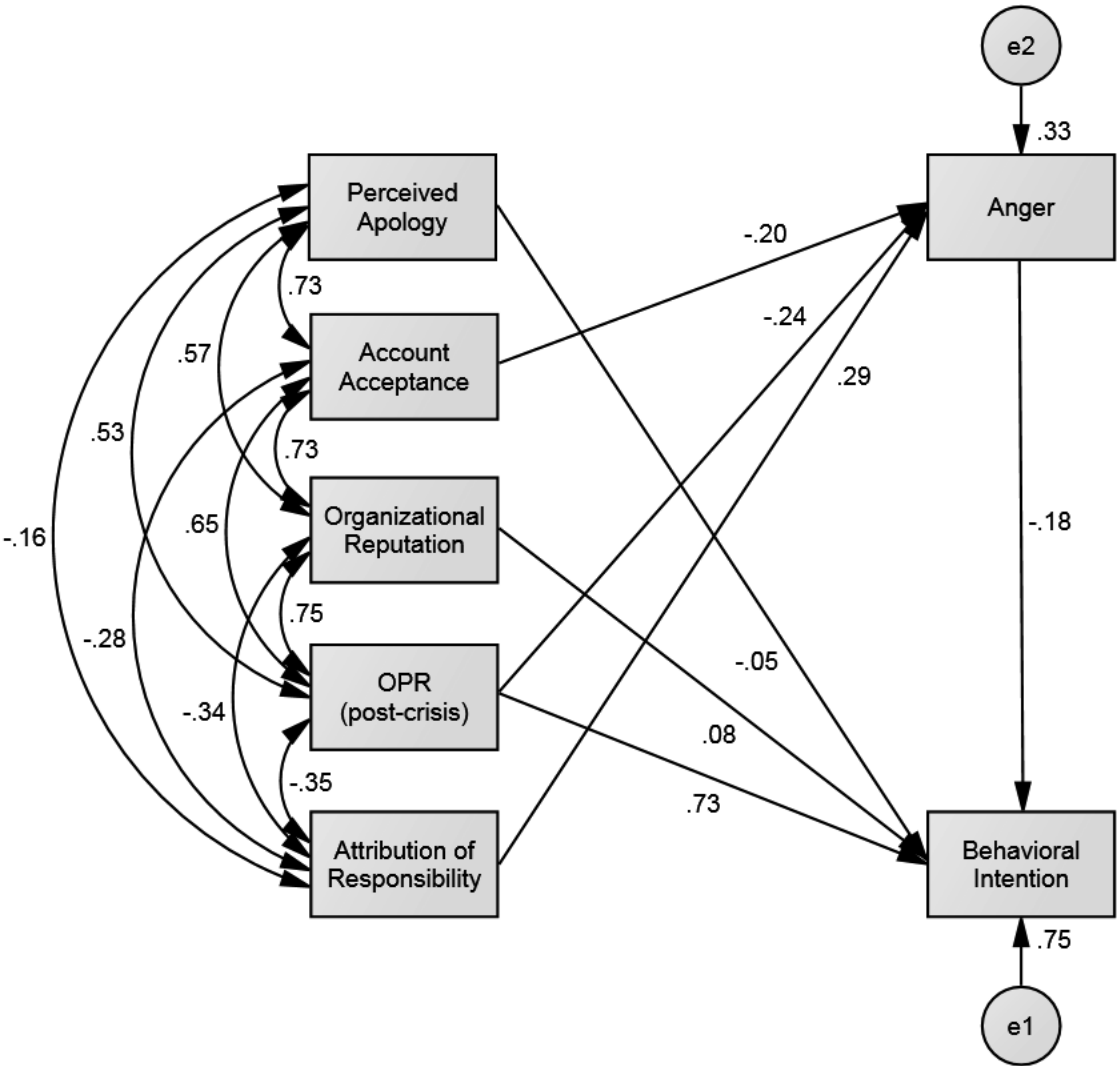 e2
.33
Perceived
Apology
Anger
-.20
.73
-.24
.57
Account
Acceptance
.29
.53
.73
Organizational
Reputation
.65
-.16
-.18
.75
-.28
-.05
OPR
(post-crisis)
-.34
.08
-.35
.73
Attribution of
Responsibility
Behavioral
Intention
.75
e1